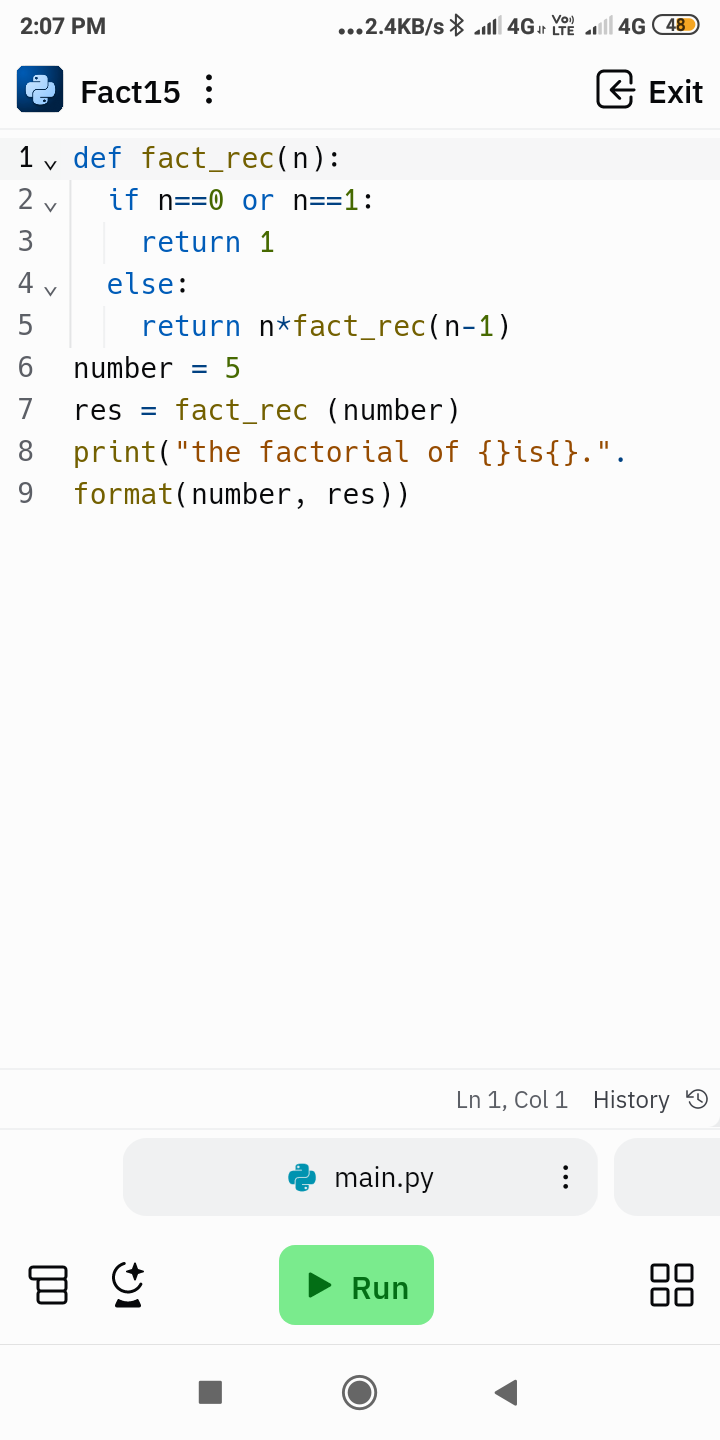 2:07 PM ...2.4KB/s 4G Vo) LTE 4G 48
Fact15 Exit
1 def fact_rec(n):
2 if n==0 or n==1:
3 return 1
4 else:
5 return n*fact_rec(n-1)
6 number = 5
7 res = fact_rec (number)
8 print("the factorial of {}is{}.".
9 format(number, res))
Ln 1, Col 1 History
main.py
Run